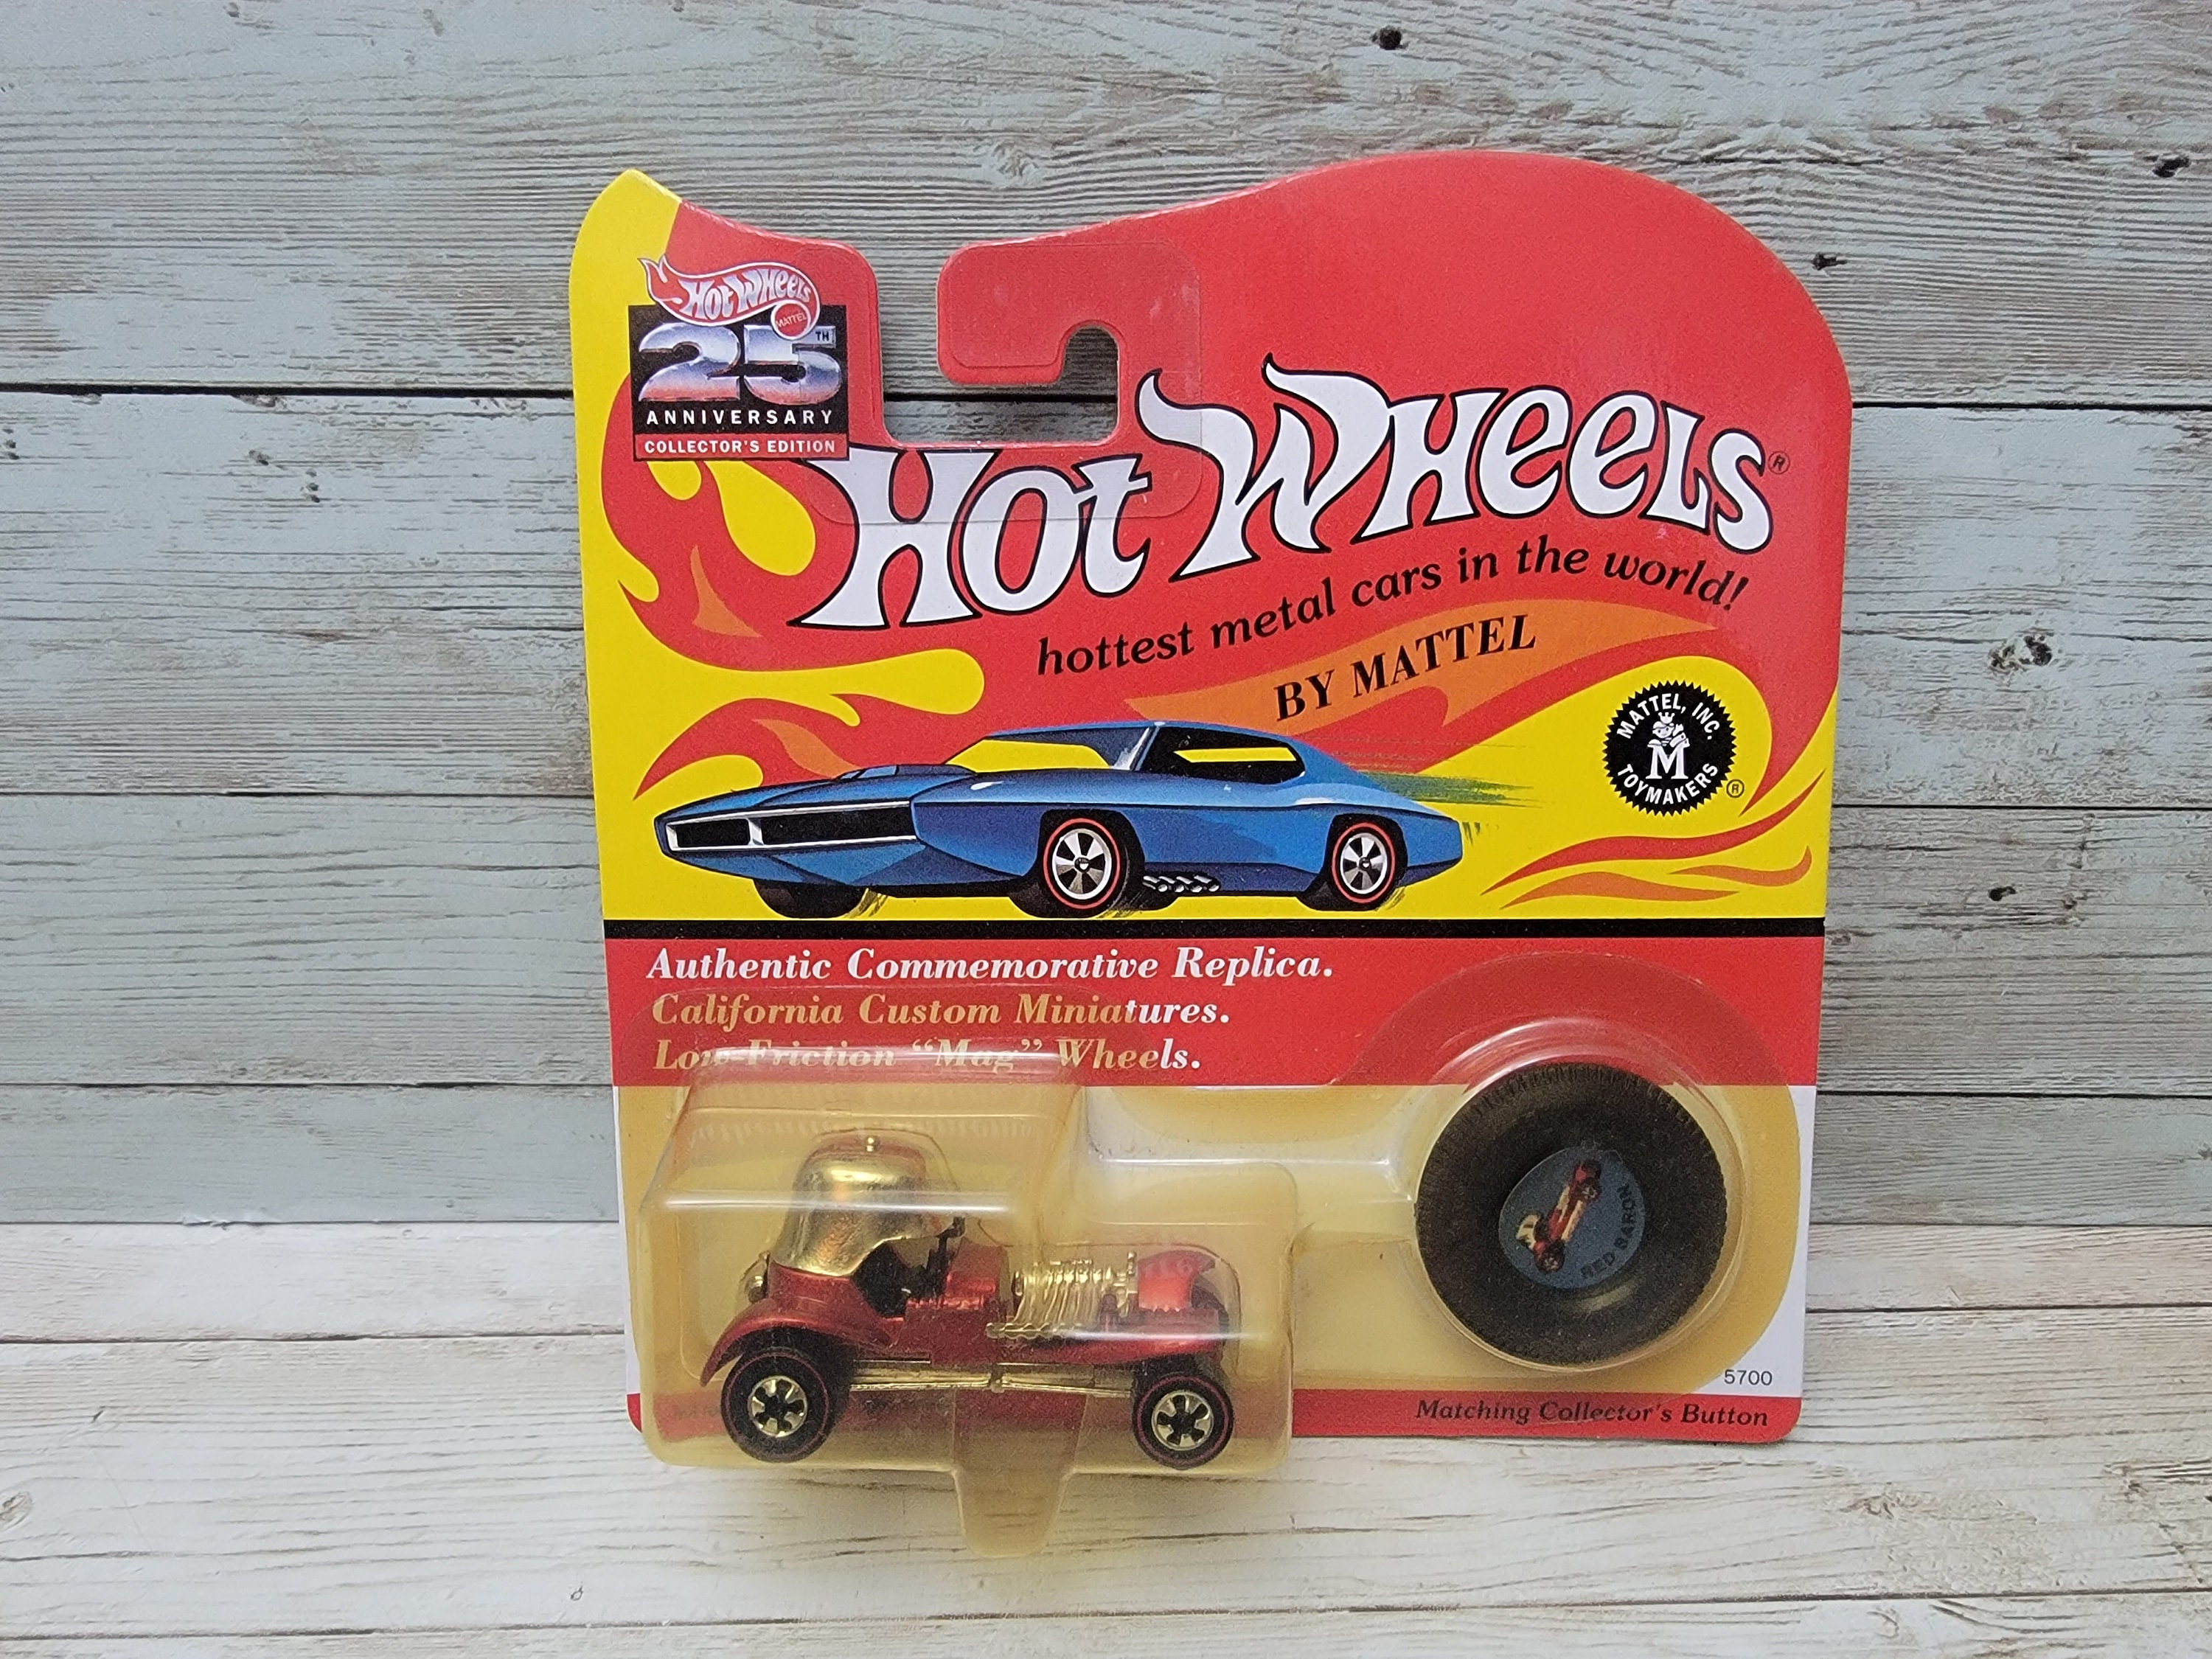 Hot Wheels
MATTEL
25TH
ANNIVERSARY
COLLECTOR'S EDITION
Hot Wheels®
hottest metal cars in the world!
BY MATTEL
MATTEL, INC.
M
TOYMAKERS ®
Authentic Commemorative Replica.
California Custom Miniatures.
Low-Friction "Mag" Wheels.
RED BARON
5700
Matching Collector's Button